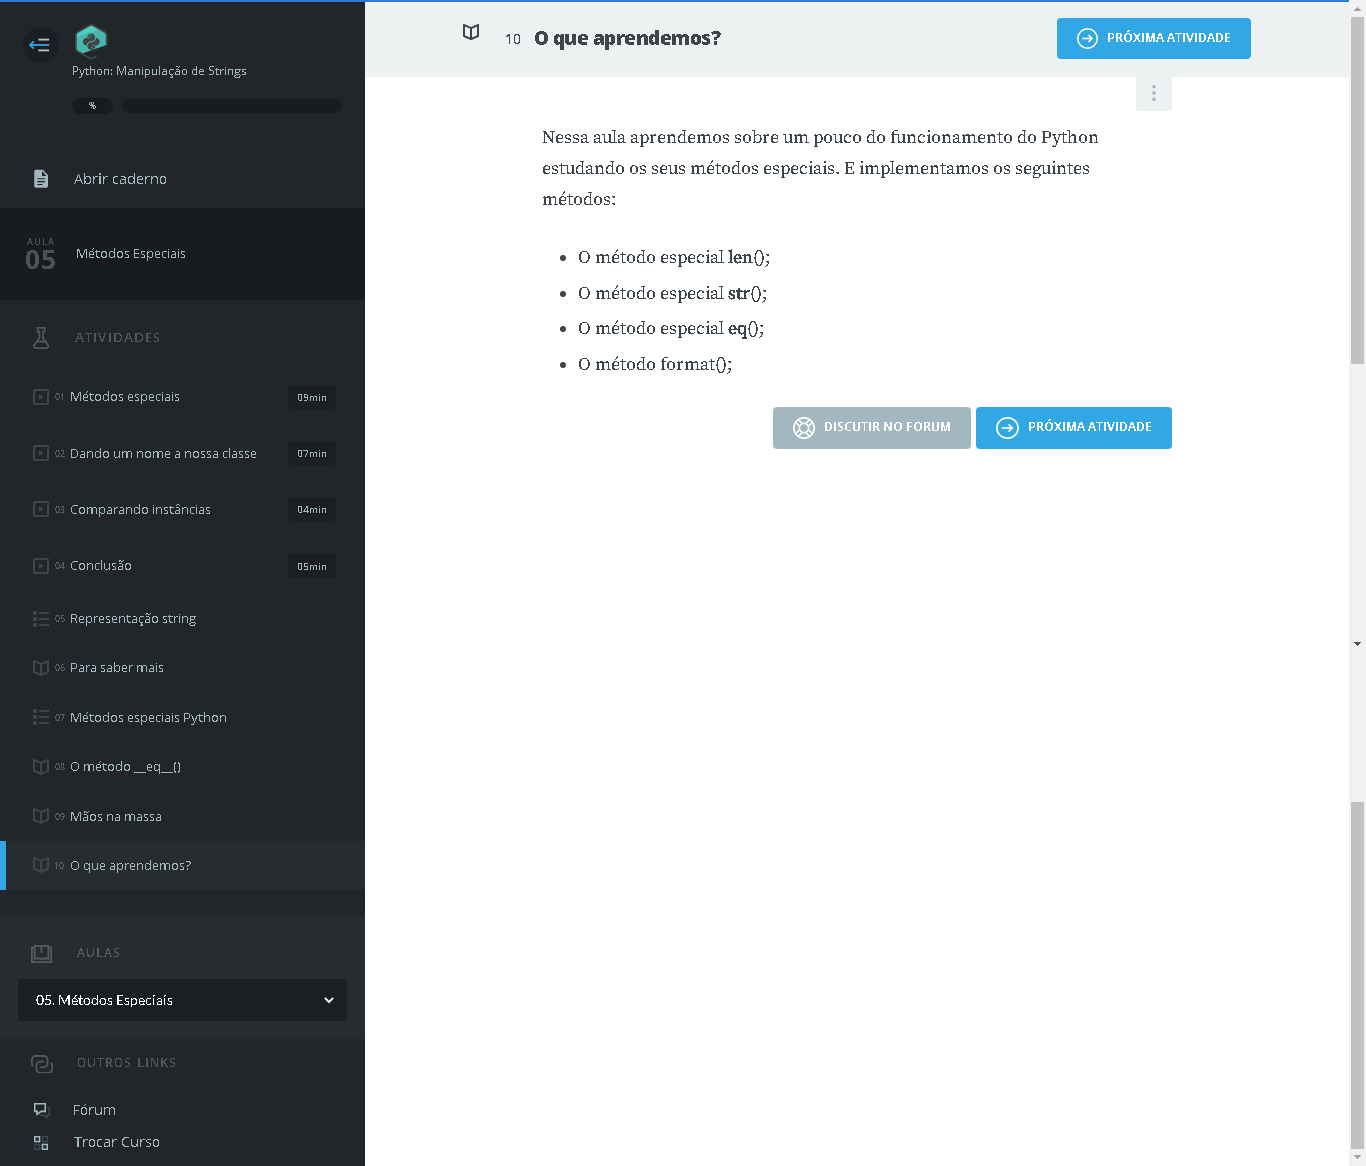 Python: Manipulação de Strings
%
Abrir caderno
AULA
05
Métodos Especiais
ATIVIDADES
01 Métodos especiais 09min
02 Dando um nome a nossa classe 07min
03 Comparando instâncias 04min
04 Conclusão 05min
05 Representação string
06 Para saber mais
07 Métodos especiais Python
08 O método __eq__()
09 Mãos na massa
10 O que aprendemos?
AULAS
05. Métodos Especiais
OUTROS LINKS
Fórum
Trocar Curso
10 O que aprendemos?
PRÓXIMA ATIVIDADE
Nessa aula aprendemos sobre um pouco do funcionamento do Python
estudando os seus métodos especiais. E implementamos os seguintes
métodos:
• O método especial len();
• O método especial str();
• O método especial eq();
• O método format();
DISCUTIR NO FORUM
PRÓXIMA ATIVIDADE